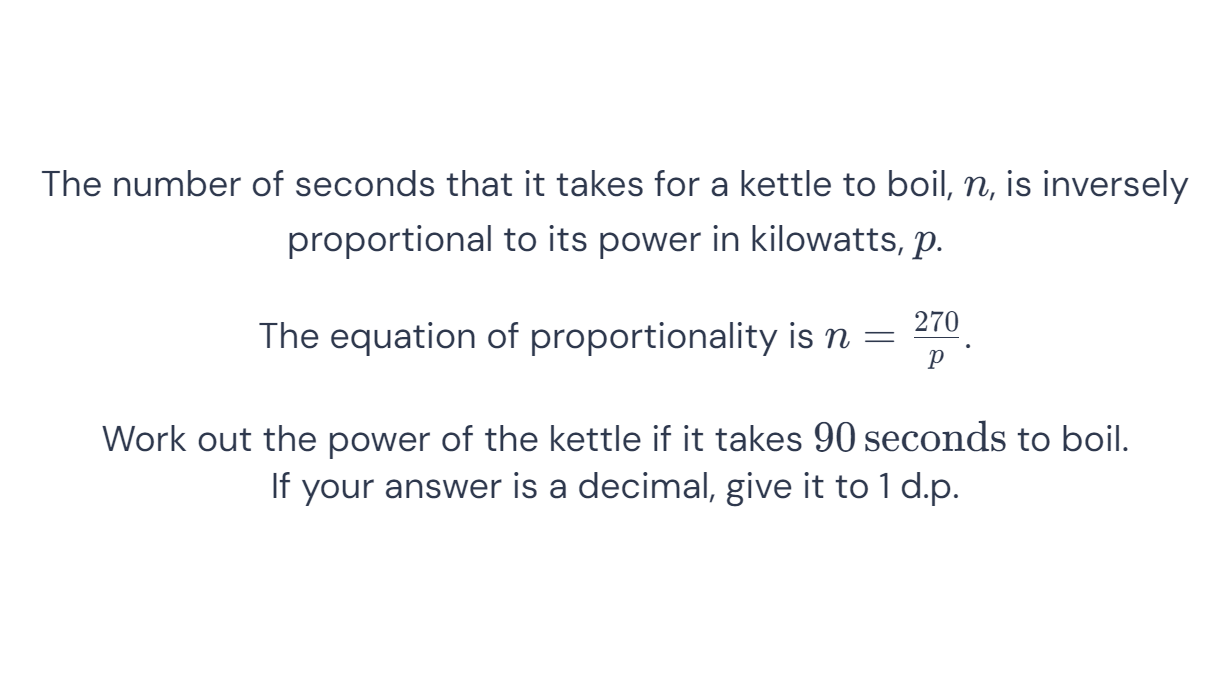 The number of seconds that it takes for a kettle to boil, n, is inversely
proportional to its power in kilowatts, p.
The equation of proportionality is n = \frac{270}{p}.
Work out the power of the kettle if it takes 90 seconds to boil.
If your answer is a decimal, give it to 1 d.p.